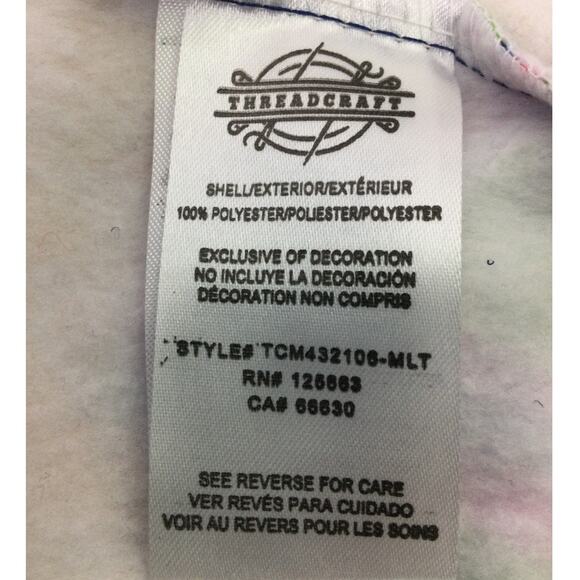 THREADCRAFT
SHELL/EXTERIOR/EXTÉRIEUR
100% POLYESTER/POLIESTER/POLYESTER
EXCLUSIVE OF DECORATION
NO INCLUYE LA DECORACIÓN
DÉCORATION NON COMPRIS
STYLE# TCM432106-MLT
RN# 125663
CA# 66630
SEE REVERSE FOR CARE
VER REVÉS PARA CUIDADO
VOIR AU REVERS POUR LES SOINS